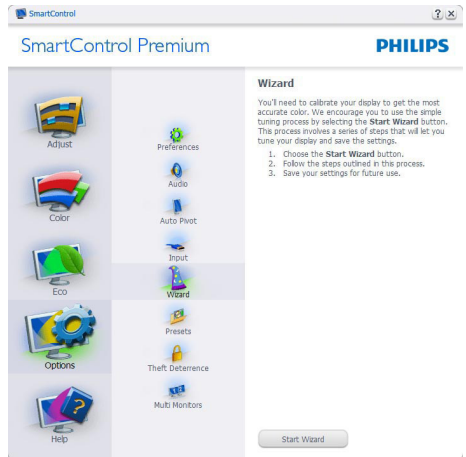 SmartControl
SmartControl Premium
PHILIPS
Adjust
Color
Eco
Options
Help
Preferences
Audio
Auto Pivot
Input
Wizard
Presets
Theft Deterrence
Multi Monitors
Wizard
You'll need to calibrate your display to get the most
accurate color. We encourage you to use the simple
tuning process by selecting the Start Wizard button.
This process involves a series of steps that will let you
tune your display and save the settings.
1. Choose the Start Wizard button.
2. Follow the steps outlined in this process.
3. Save your settings for future use.
Start Wizard